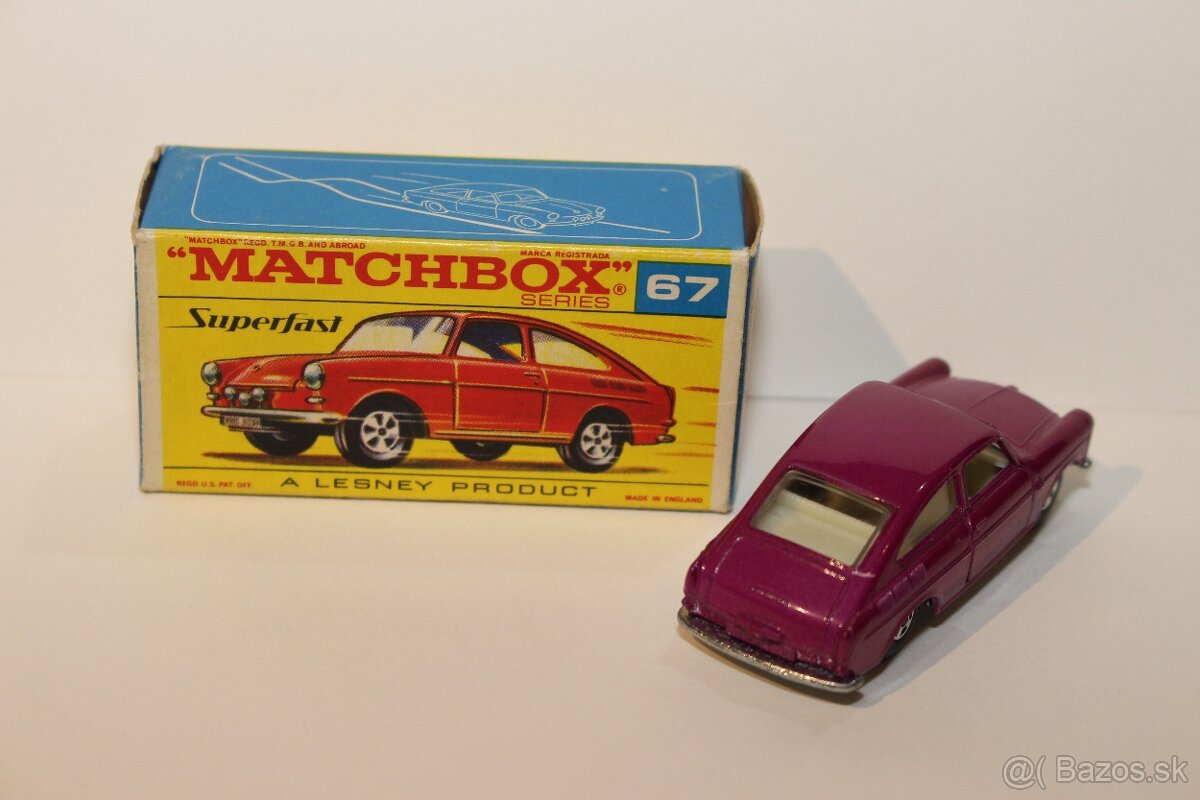 "MATCHBOX" REGD. T.M. G.B. AND ABROAD
MARCA REGISTRADA
"MATCHBOX"®
SERIES
67
Superfast
REGD. U.S. PAT. OFF.
A LESNEY PRODUCT
MADE IN ENGLAND
@( Bazos.sk